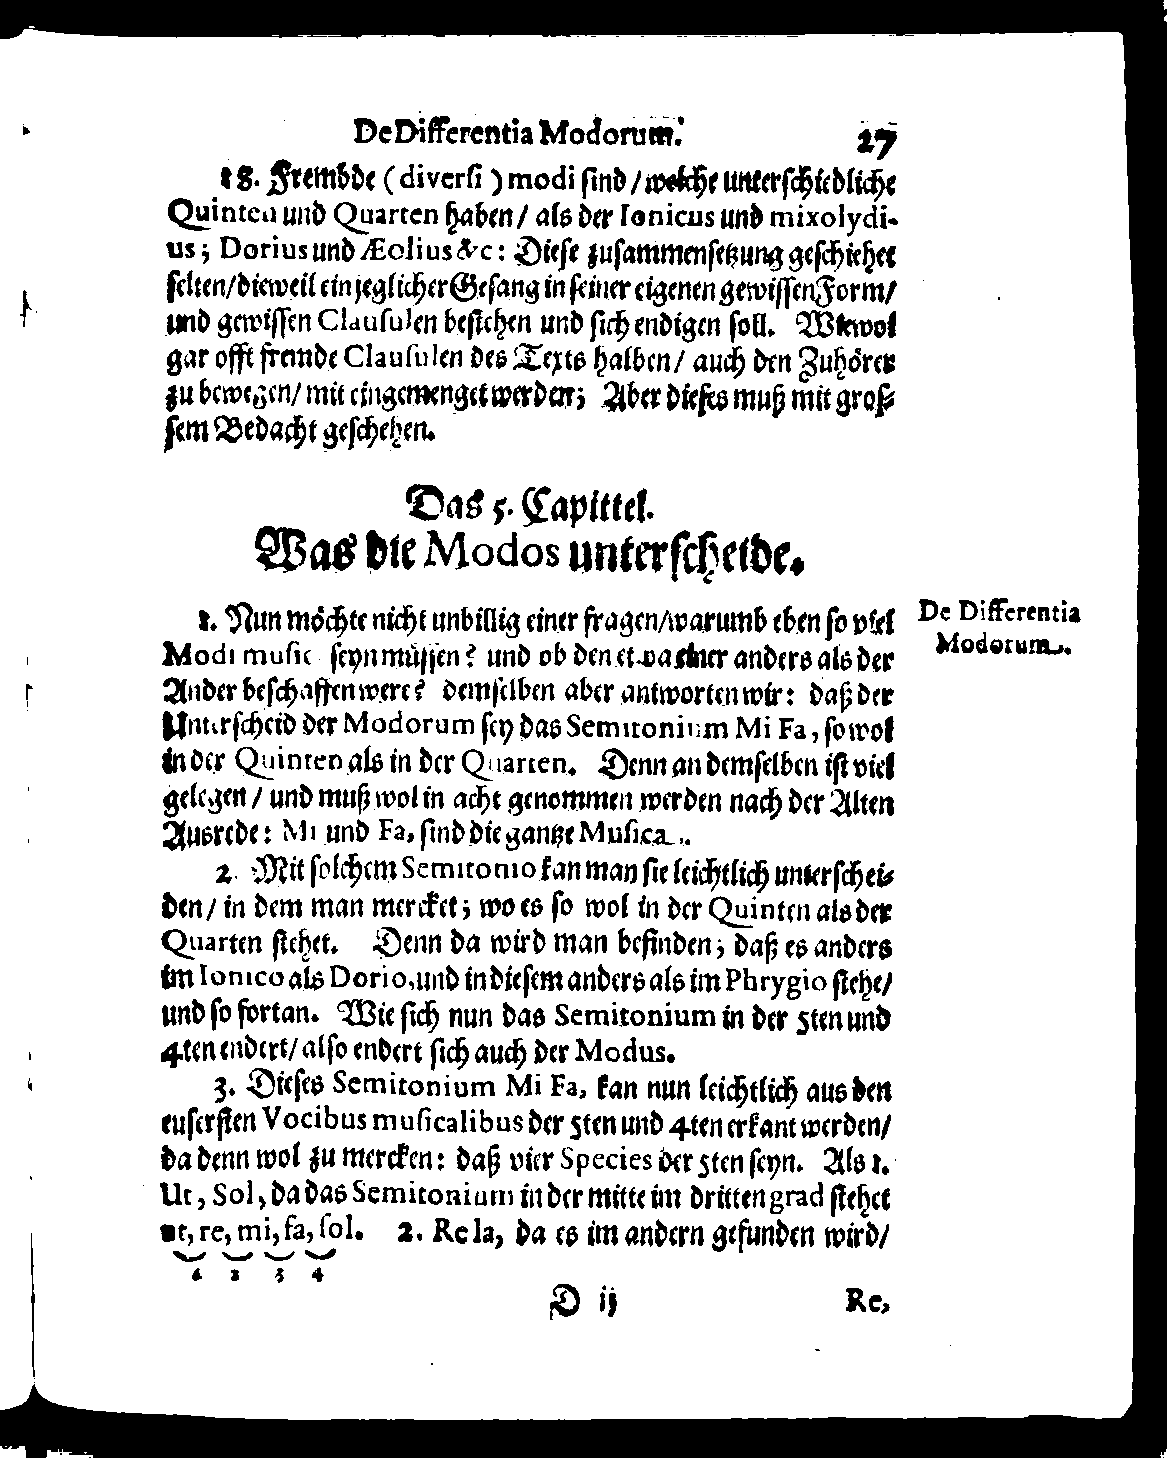 De Differentia Modorum.
27
18. Frembde (diversi) modi sind/welche unterschiedliche
Quinten und Quarten haben/ als der Ionicus und mixolydi-
us; Dorius und Æolius &c: Diese zusammensetzung geschiehet
selten/dieweil ein jeglicher Gesang in seiner eigenen gewissen Form/
und gewissen Clausulen bestehen und sich endigen soll. Wiewol
gar offt fremde Clausulen des Texts halben/ auch den Zuhörer
zu bewegen/ mit eingemenget werden; Aber dieses muß mit gros-
sem Bedacht geschehen.
Das 5. Capittel.
Was die Modos unterscheide.
1. Nun möchte nicht unbillig einer fragen/warumb eben so viel
De Differentia
Modorum.
Modi music seyn müssen? und ob den etwa einer anders als der
Ander beschaffen were? demselben aber antworten wir: daß der
Unterscheid der Modorum sey das Semitonium Mi Fa, so wol
in der Quinten als in der Quarten. Denn an demselben ist viel
gelegen/ und muß wol in acht genommen werden nach der Alten
Ausrede: Mi und Fa, sind die gantze Musica.
2. Mit solchem Semitonio kan man sie leichtlich unterschei-
den/ in dem man mercket; wo es so wol in der Quinten als der
Quarten stehet. Denn da wird man befinden; daß es anders
im Ionico als Dorio, und in diesem anders als im Phrygio stehe/
und so fortan. Wie sich nun das Semitonium in der 5ten und
4ten endert/ also endert sich auch der Modus.
3. Dieses Semitonium Mi Fa, kan nun leichtlich aus den
eusersten Vocibus musicalibus der 5ten und 4ten erkant werden/
da denn wol zu mercken: daß vier Species der 5ten seyn. Als 1.
Ut, Sol, da das Semitonium in der mitte im dritten grad stehet
ut, re, mi, fa, sol. 2. Re la, da es im andern gefunden wird/
1 2 3 4
D ij
Re,